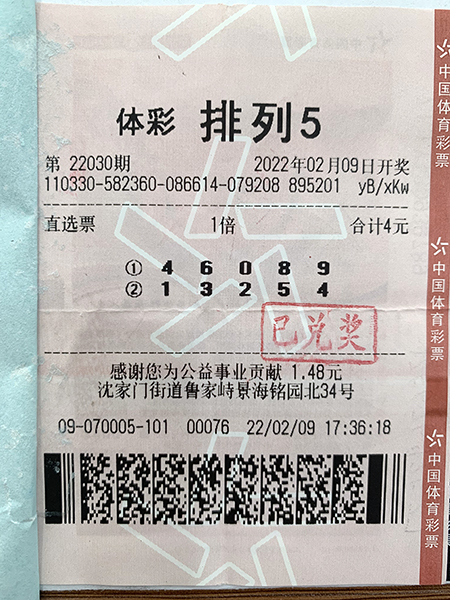 体彩 排列5
第 22030期 2022年02月09日开奖
110330-582360-086614-079208 895201 yB/xKw
直选票 1倍 合计4元
① 4 6 0 8 9
② 1 3 2 5 4
已兑奖
感谢您为公益事业贡献 1.48元
沈家门街道鲁家峙景海铭园北34号
09-070005-101 00076 22/02/09 17:36:18
中国体育彩票
中国体育彩票
中国体育彩票